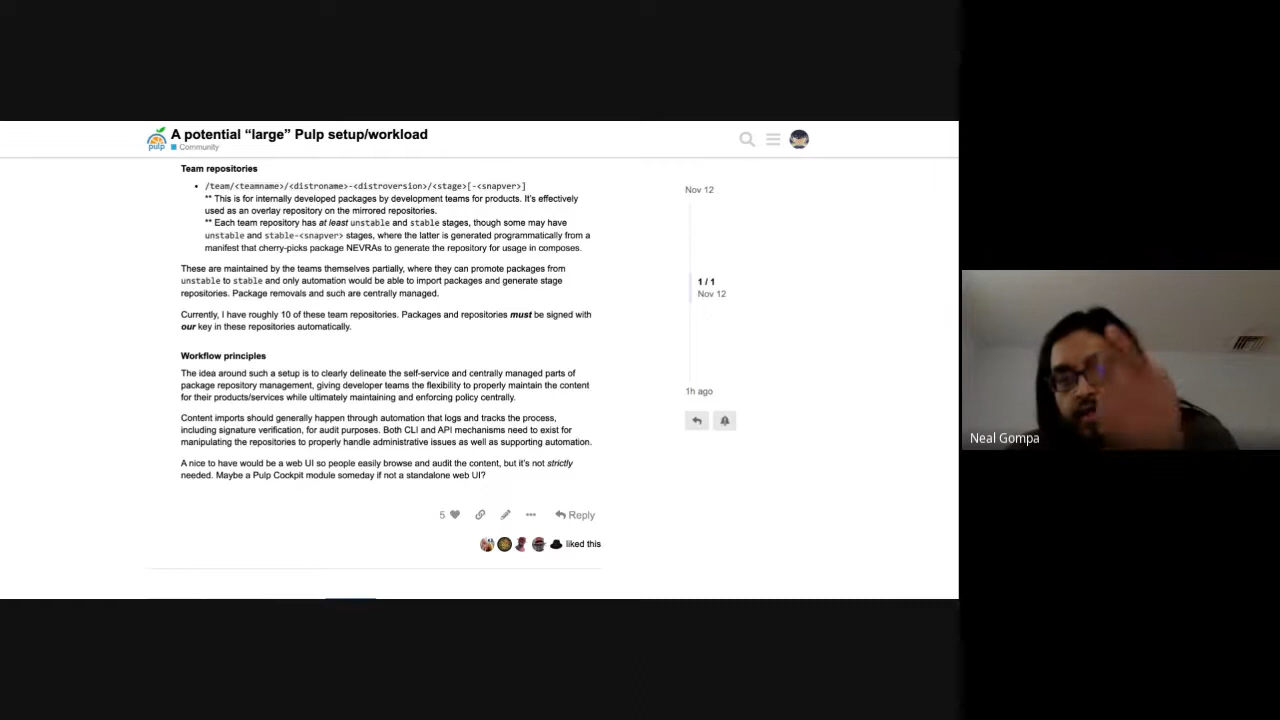 A potential “large” Pulp setup/workload
pulp
Community
Team repositories
• /team/<teamname>/<distroname>-<distroversion>/<stage>[-<snapver>]
** This is for internally developed packages by development teams for products. It’s effectively
used as an overlay repository on the mirrored repositories.
** Each team repository has at least unstable and stable stages, though some may have
unstable and stable-<snapver> stages, where the latter is generated programmatically from a
manifest that cherry-picks package NEVRAs to generate the repository for usage in composes.
These are maintained by the teams themselves partially, where they can promote packages from
unstable to stable and only automation would be able to import packages and generate stage
repositories. Package removals and such are centrally managed.
Currently, I have roughly 10 of these team repositories. Packages and repositories must be signed with
our key in these repositories automatically.
Workflow principles
The idea around such a setup is to clearly delineate the self-service and centrally managed parts of
package repository management, giving developer teams the flexibility to properly maintain the content
for their products/services while ultimately maintaining and enforcing policy centrally.
Content imports should generally happen through automation that logs and tracks the process,
including signature verification, for audit purposes. Both CLI and API mechanisms need to exist for
manipulating the repositories to properly handle administrative issues as well as supporting automation.
A nice to have would be a web UI so people easily browse and audit the content, but it’s not strictly
needed. Maybe a Pulp Cockpit module someday if not a standalone web UI?
5
Reply
liked this
Nov 12
1 / 1
Nov 12
1h ago
Neal Gompa